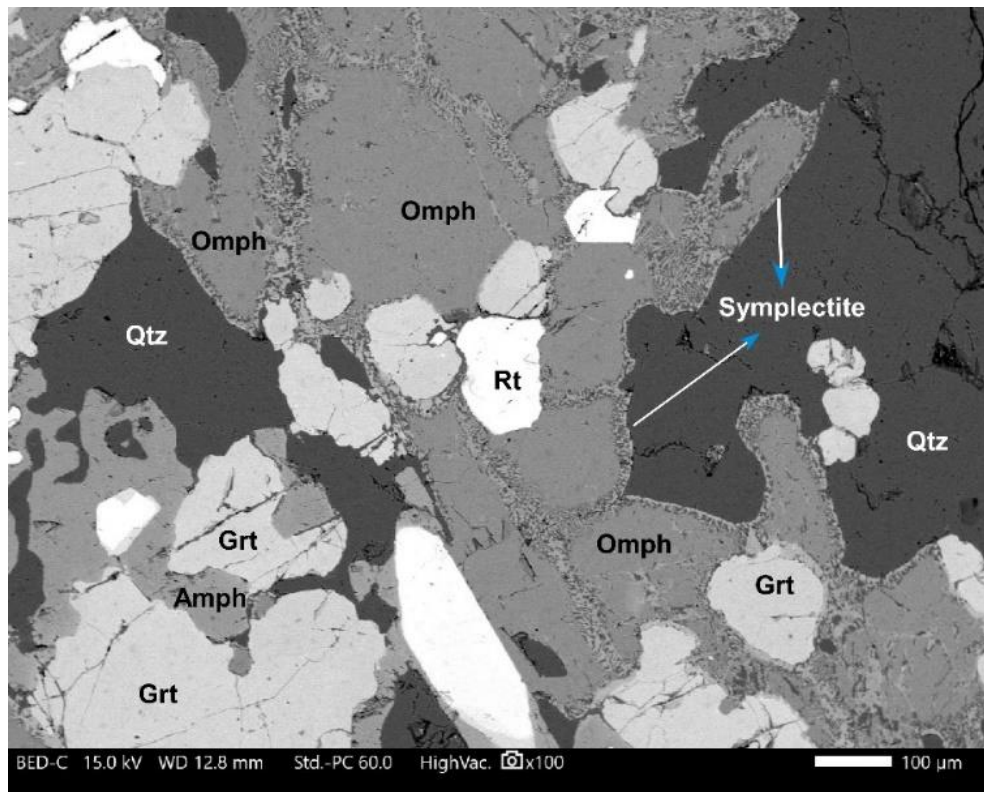 Omph
Omph
Qtz
Symplectite
Rt
Qtz
Grt
Omph
Amph
Grt
Grt
BED-C 15.0 kV WD 12.8 mm Std.-PC 60.0 HighVac. x100 100 µm